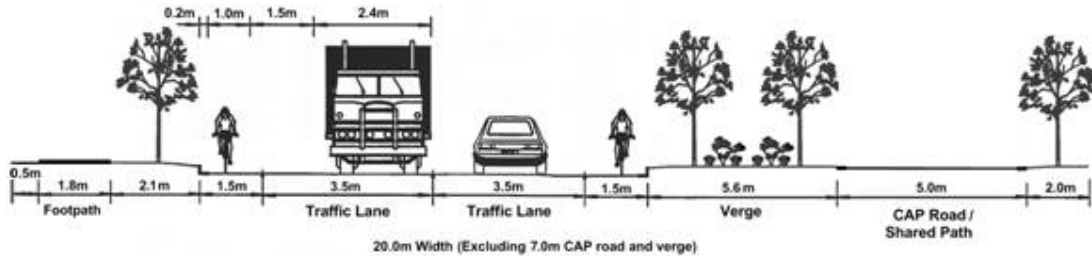 0.2m 1.0m 1.5m 2.4m
0.5m 1.8m 2.1m 1.5m 3.5m 3.5m 1.5m 5.6m 5.0m 2.0m
Footpath Traffic Lane Traffic Lane Verge CAP Road /
Shared Path
20.0m Width (Excluding 7.0m CAP road and verge)